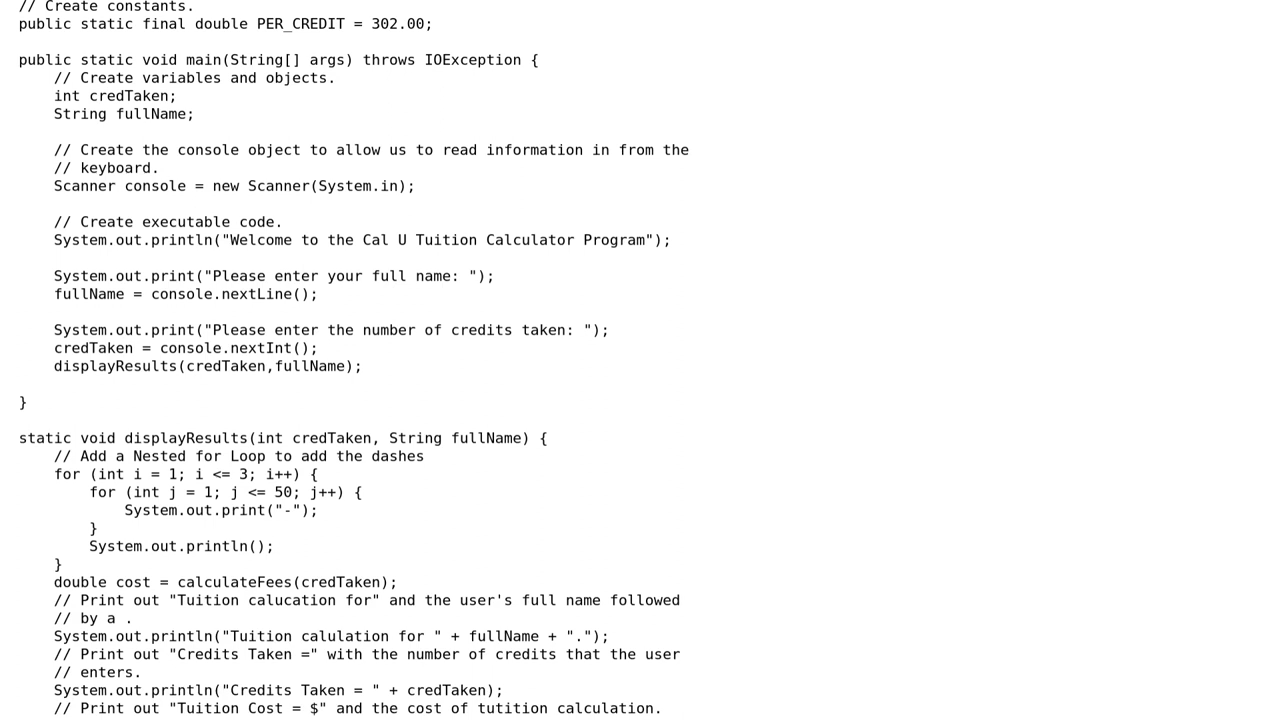 // Create constants.
public static final double PER_CREDIT = 302.00;

public static void main(String[] args) throws IOException {
    // Create variables and objects.
    int credTaken;
    String fullName;

    // Create the console object to allow us to read information in from the
    // keyboard.
    Scanner console = new Scanner(System.in);

    // Create executable code.
    System.out.println("Welcome to the Cal U Tuition Calculator Program");

    System.out.print("Please enter your full name: ");
    fullName = console.nextLine();

    System.out.print("Please enter the number of credits taken: ");
    credTaken = console.nextInt();
    displayResults(credTaken,fullName);

}

static void displayResults(int credTaken, String fullName) {
    // Add a Nested for Loop to add the dashes
    for (int i = 1; i <= 3; i++) {
        for (int j = 1; j <= 50; j++) {
            System.out.print("-");
        }
        System.out.println();
    }
    double cost = calculateFees(credTaken);
    // Print out "Tuition calucation for" and the user's full name followed
    // by a .
    System.out.println("Tuition calulation for " + fullName + ".");
    // Print out "Credits Taken =" with the number of credits that the user
    // enters.
    System.out.println("Credits Taken = " + credTaken);
    // Print out "Tuition Cost = $" and the cost of tutition calculation.